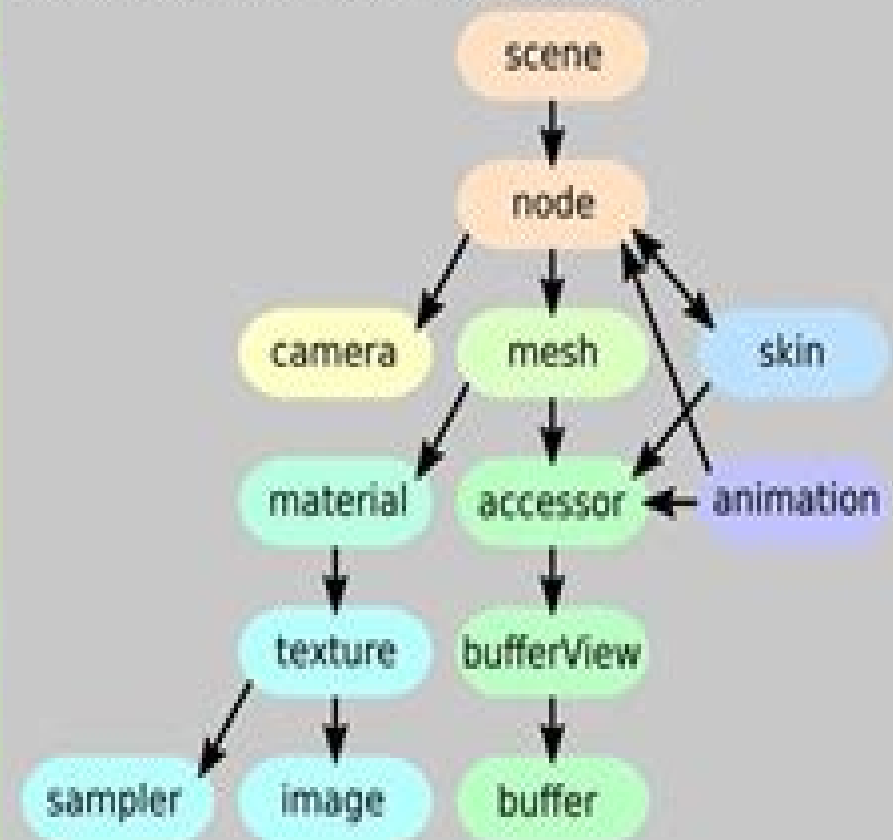 scene
node
camera
mesh
skin
material
accessor
animation
texture
bufferView
sampler
image
buffer